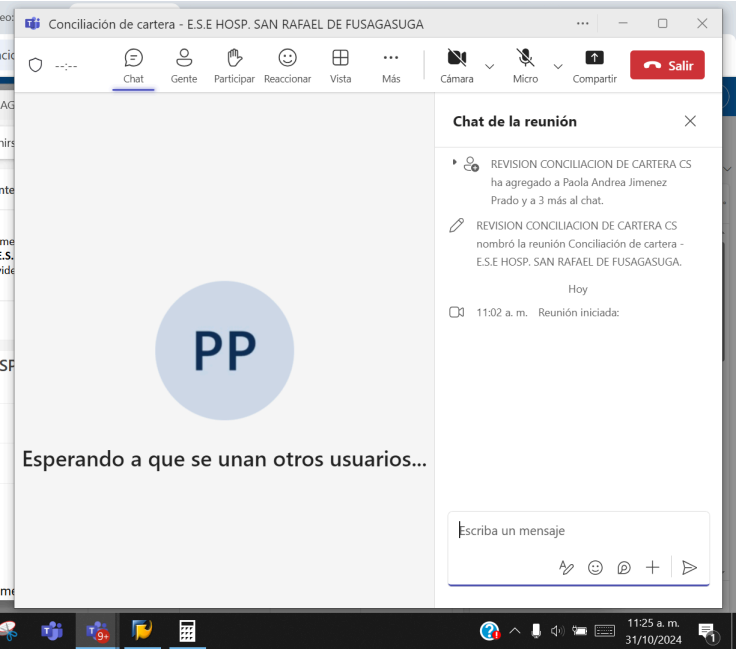 Conciliación de cartera - E.S.E HOSP. SAN RAFAEL DE FUSAGASUGA
--:--
Chat
Gente
Participar
Reaccionar
Vista
Más
Cámara
Micro
Compartir
Salir
Chat de la reunión
REVISION CONCILIACION DE CARTERA CS
ha agregado a Paola Andrea Jimenez
Prado y a 3 más al chat.
REVISION CONCILIACION DE CARTERA CS
nombró la reunión Conciliación de cartera -
E.S.E HOSP. SAN RAFAEL DE FUSAGASUGA.
Hoy
11:02 a. m. Reunión iniciada:
PP
Esperando a que se unan otros usuarios...
Escriba un mensaje
9+
11:25 a. m.
31/10/2024
1